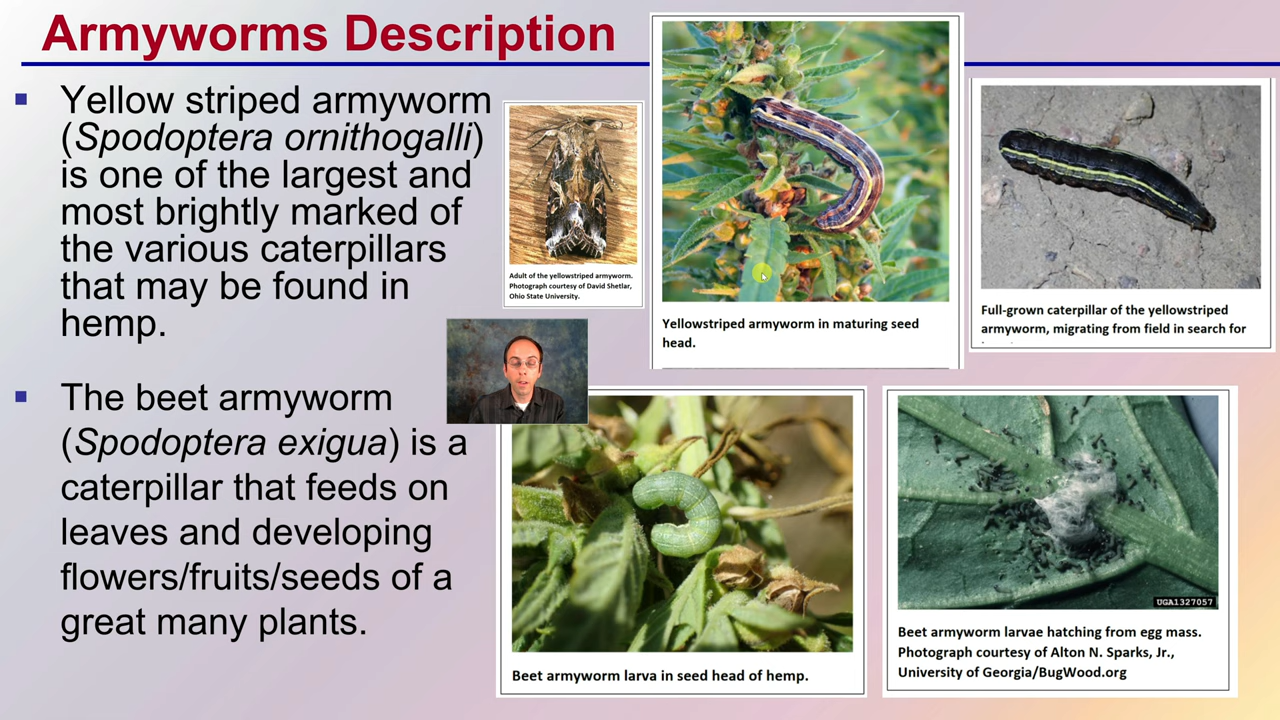 Armyworms Description
Yellow striped armyworm
(Spodoptera ornithogalli)
is one of the largest and
most brightly marked of
the various caterpillars
that may be found in
hemp.
The beet armyworm
(Spodoptera exigua) is a
caterpillar that feeds on
leaves and developing
flowers/fruits/seeds of a
great many plants.
Adult of the yellowstriped armyworm.
Photograph courtesy of David Shetlar,
Ohio State University.
Yellowstriped armyworm in maturing seed
head.
Full-grown caterpillar of the yellowstriped
armyworm, migrating from field in search for
Beet armyworm larva in seed head of hemp.
UGA1327057
Beet armyworm larvae hatching from egg mass.
Photograph courtesy of Alton N. Sparks, Jr.,
University of Georgia/BugWood.org